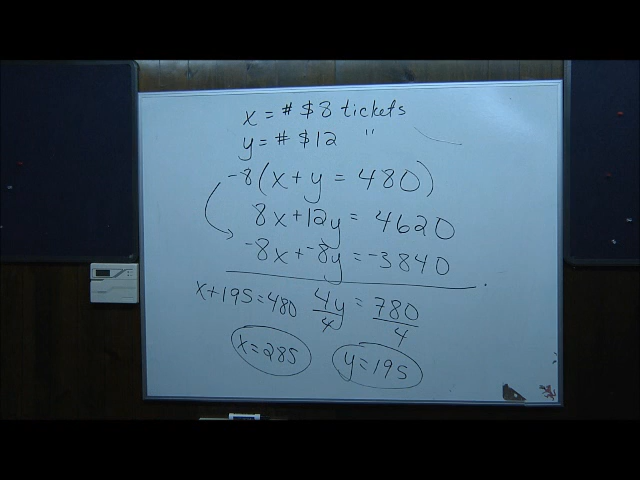 x = # $8 tickets
y = # $12 "
-8(x + y = 480)
8x + 12y = 4620
-8x + -8y = -3840
x + 195 = 480
4y/4 = 780/4
x = 285
y = 195